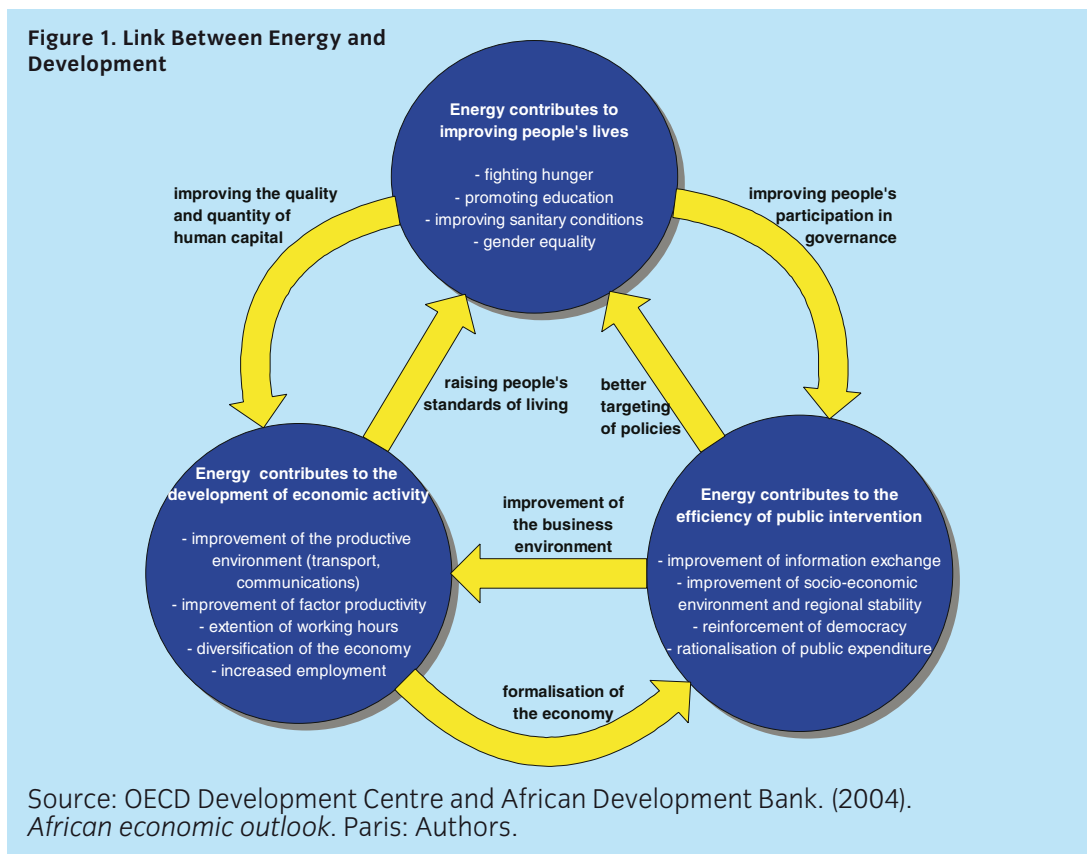 Figure 1. Link Between Energy and
Development
Energy contributes to
improving people's lives
- fighting hunger
- promoting education
- improving sanitary conditions
- gender equality
improving the quality
and quantity of
human capital
improving people's
participation in
governance
raising people's
standards of living
better
targeting
of policies
Energy contributes to the
development of economic activity
- improvement of the productive
environment (transport,
communications)
- improvement of factor productivity
- extention of working hours
- diversification of the economy
- increased employment
improvement of
the business
environment
Energy contributes to the
efficiency of public intervention
- improvement of information exchange
- improvement of socio-economic
environment and regional stability
- reinforcement of democracy
- rationalisation of public expenditure
formalisation of
the economy
Source: OECD Development Centre and African Development Bank. (2004).
African economic outlook. Paris: Authors.